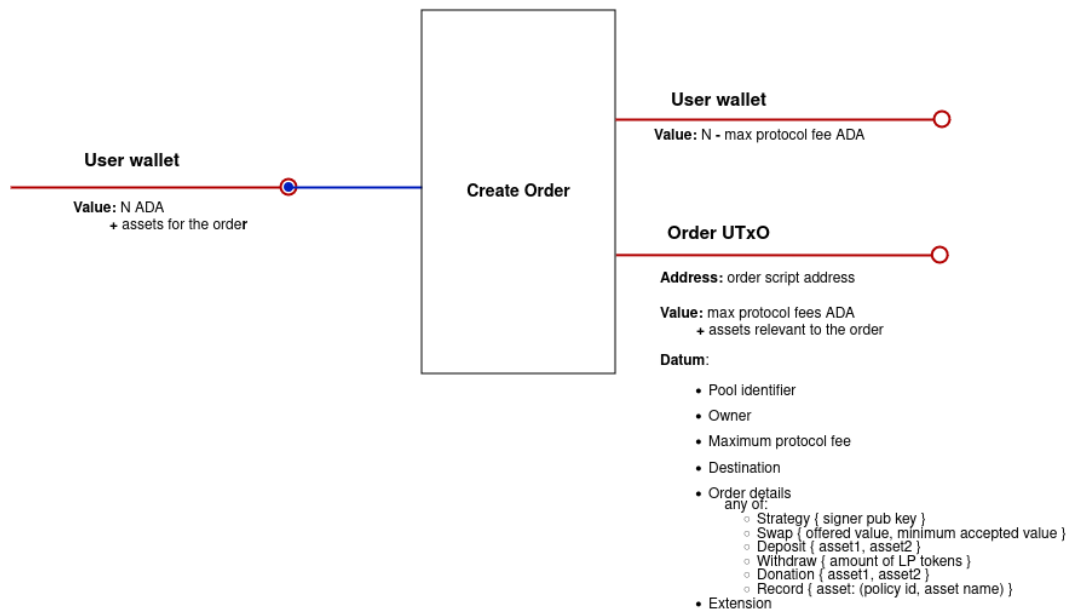 User wallet
Value: N ADA
+ assets for the order
Create Order
User wallet
Value: N - max protocol fee ADA
Order UTxO
Address: order script address
Value: max protocol fees ADA
+ assets relevant to the order
Datum:
• Pool identifier
• Owner
• Maximum protocol fee
• Destination
• Order details
any of:
○ Strategy { signer pub key }
○ Swap { offered value, minimum accepted value }
○ Deposit { asset1, asset2 }
○ Withdraw { amount of LP tokens }
○ Donation { asset1, asset2 }
○ Record { asset: (policy id, asset name) }
• Extension